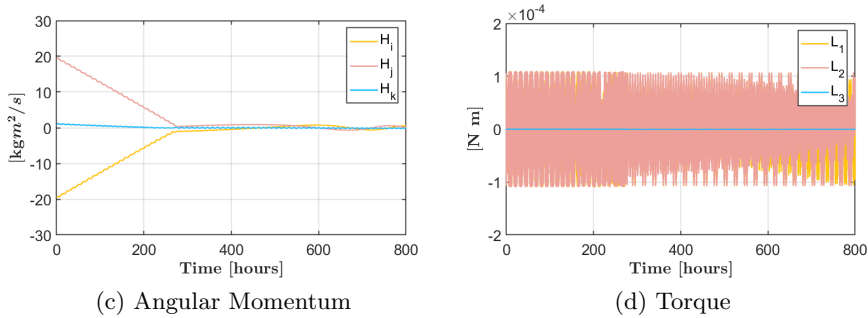 30
20
10
0
-10
-20
-30
[kgm²/s]
0
200
400
600
800
Time [hours]
H_i
H_j
H_k
(c) Angular Momentum
×10⁻⁴
2
1
0
-1
-2
[N m]
0
200
400
600
800
Time [hours]
L_1
L_2
L_3
(d) Torque